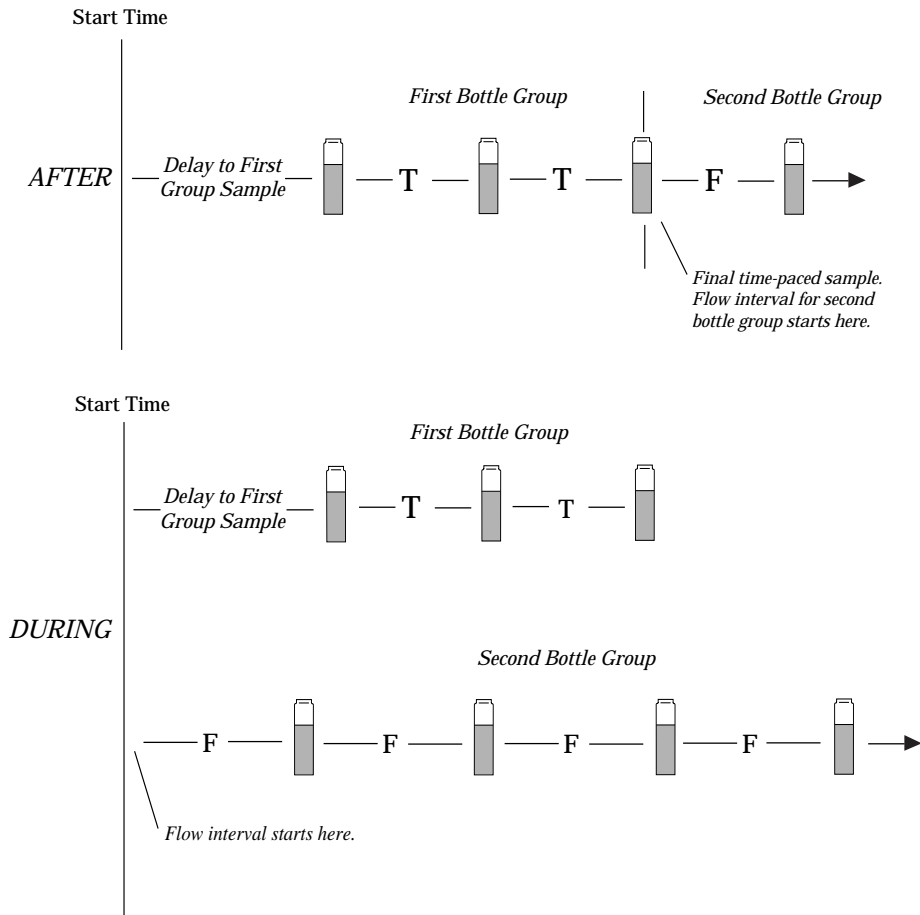 Start Time
First Bottle Group
Second Bottle Group
AFTER
Delay to First
Group Sample
T
T
F
Final time-paced sample.
Flow interval for second
bottle group starts here.
Start Time
First Bottle Group
Delay to First
Group Sample
T
T
DURING
Second Bottle Group
F
F
F
F
Flow interval starts here.